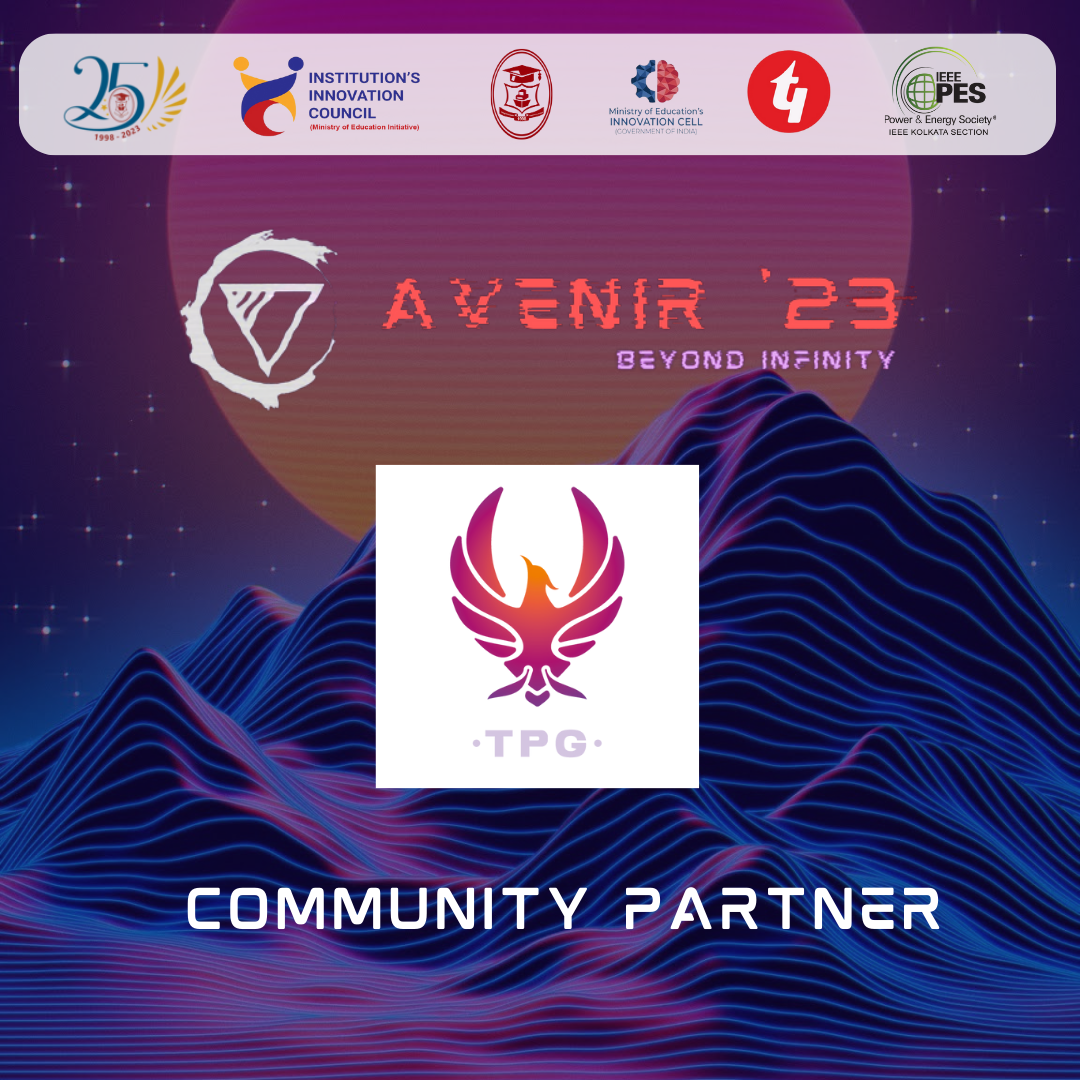 25
1998 - 2023
INSTITUTION'S
INNOVATION
COUNCIL
(Ministry of Education Initiative)
Ministry of Education's
INNOVATION CELL
(GOVERNMENT OF INDIA)
IEEE
PES
Power & Energy Society®
IEEE KOLKATA SECTION
AVENIR '23
BEYOND INFINITY
·TPG·
COMMUNITY PARTNER